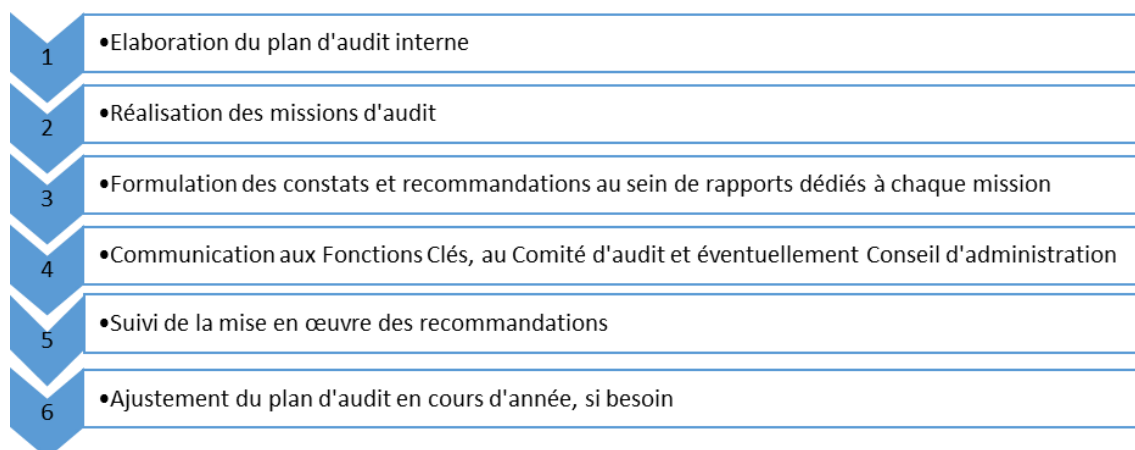 1
•Elaboration du plan d'audit interne
2
•Réalisation des missions d'audit
3
•Formulation des constats et recommandations au sein de rapports dédiés à chaque mission
4
•Communication aux Fonctions Clés, au Comité d'audit et éventuellement Conseil d'administration
5
•Suivi de la mise en œuvre des recommandations
6
•Ajustement du plan d'audit en cours d'année, si besoin